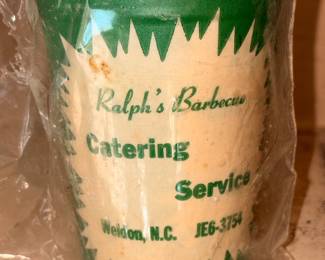 Ralph's Barbecue
Catering
Service
Weldon, N.C. JE6-3754